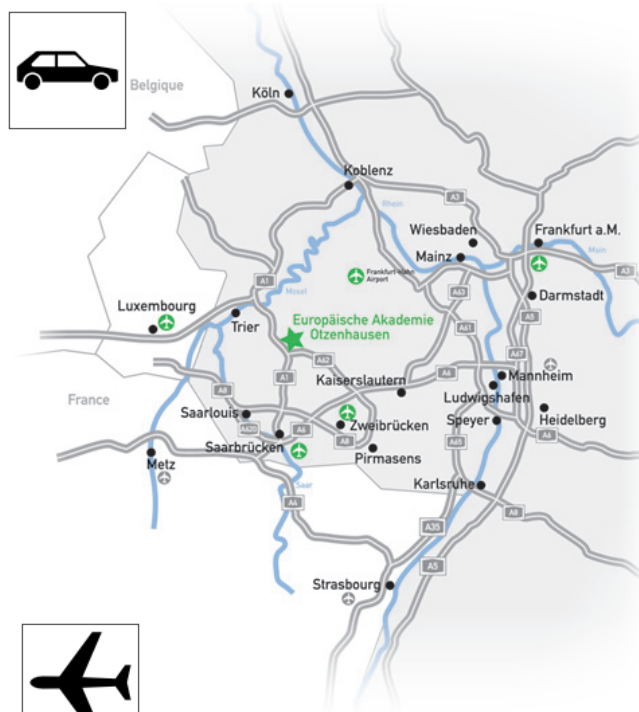 Belgique
Köln
Koblenz
A3
Rhein
Wiesbaden
Frankfurt a.M.
Mainz
Main
A3
Frankfurt-Hahn
Airport
A1
Mosel
A63
Luxembourg
Trier
Europäische Akademie
Otzenhausen
Darmstadt
A5
A61
A67
A62
A1
A6
Kaiserslautern
Mannheim
Ludwigshafen
France
A8
Saarlouis
A620
A6
Zweibrücken
Speyer
Heidelberg
Saarbrücken
A8
A65
A6
Pirmasens
Metz
Saar
Karlsruhe
A4
A8
A35
A5
Strasbourg